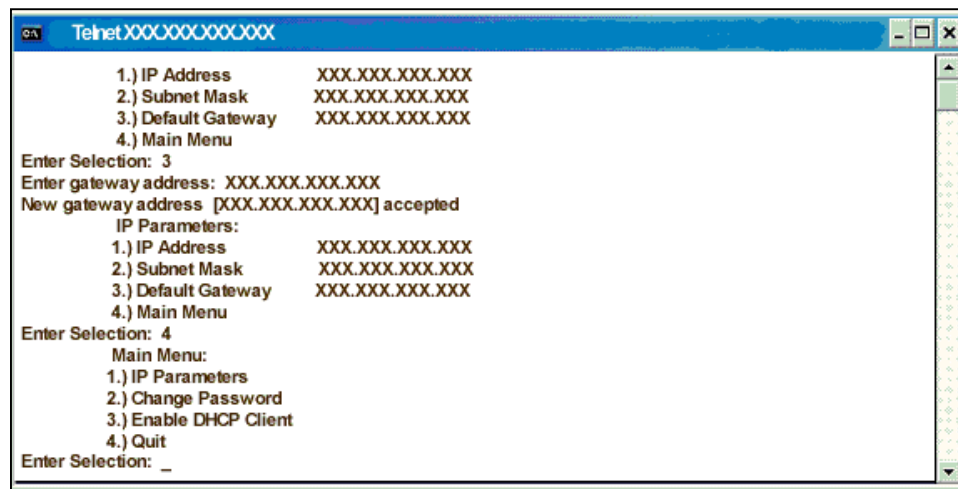 Telnet XXX.XXX.XXX.XXX
1.) IP Address XXX.XXX.XXX.XXX
2.) Subnet Mask XXX.XXX.XXX.XXX
3.) Default Gateway XXX.XXX.XXX.XXX
4.) Main Menu
Enter Selection: 3
Enter gateway address: XXX.XXX.XXX.XXX
New gateway address [XXX.XXX.XXX.XXX] accepted
IP Parameters:
1.) IP Address XXX.XXX.XXX.XXX
2.) Subnet Mask XXX.XXX.XXX.XXX
3.) Default Gateway XXX.XXX.XXX.XXX
4.) Main Menu
Enter Selection: 4
Main Menu:
1.) IP Parameters
2.) Change Password
3.) Enable DHCP Client
4.) Quit
Enter Selection: _